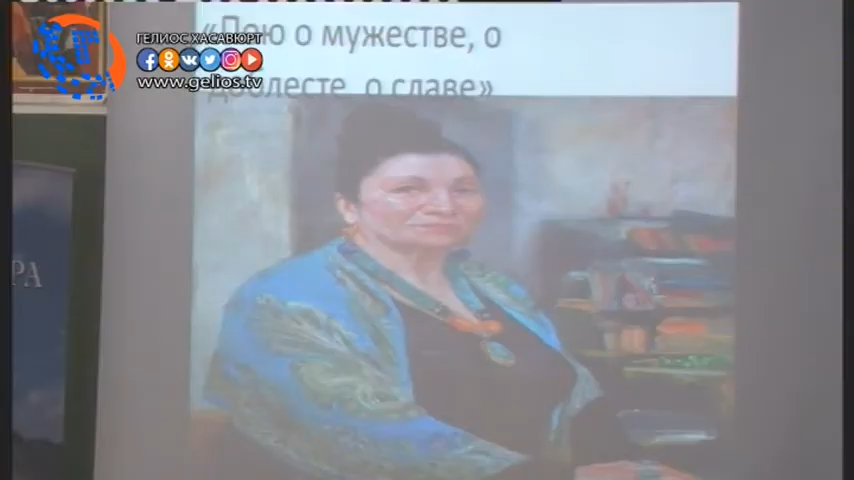 ГЕЛИОС ХАСАВЮРТ
www.gelios.tv
«Пою о мужестве, о
доблесте, о славе»
РА